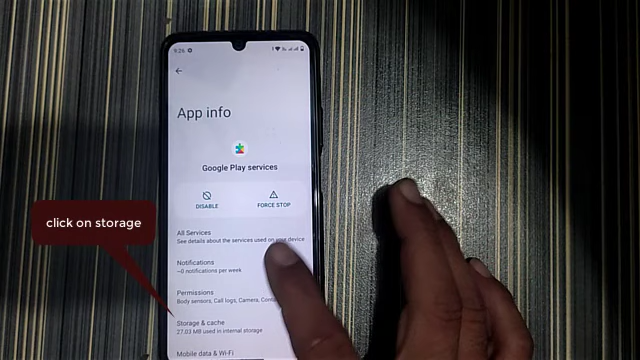 9:26
App info
Google Play services
DISABLE
FORCE STOP
All Services
See details about the services used on your device
click on storage
Notifications
~0 notifications per week
Permissions
Body sensors, Call logs, Camera,
Storage & cache
27.03 MB used in internal storage
Mobile data & Wi-Fi